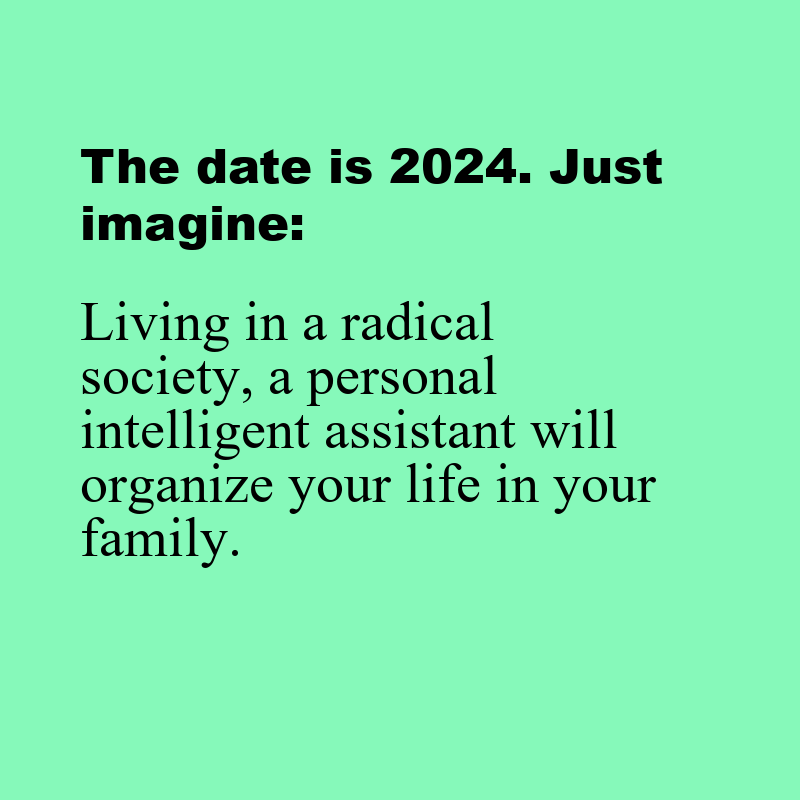 The date is 2024. Just
imagine:
Living in a radical
society, a personal
intelligent assistant will
organize your life in your
family.